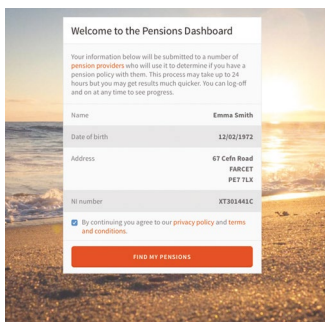 Welcome to the Pensions Dashboard
Your information below will be submitted to a number of
pension providers who will use it to determine if you have a
pension policy with them. This process may take up to 24
hours but you may get results much quicker. You can log-off
and on at any time to see progress.
Name Emma Smith
Date of birth 12/02/1972
Address 67 Cefn Road
FARCET
PE7 7LX
NI number XT301441C
By continuing you agree to our privacy policy and terms
and conditions.
FIND MY PENSIONS